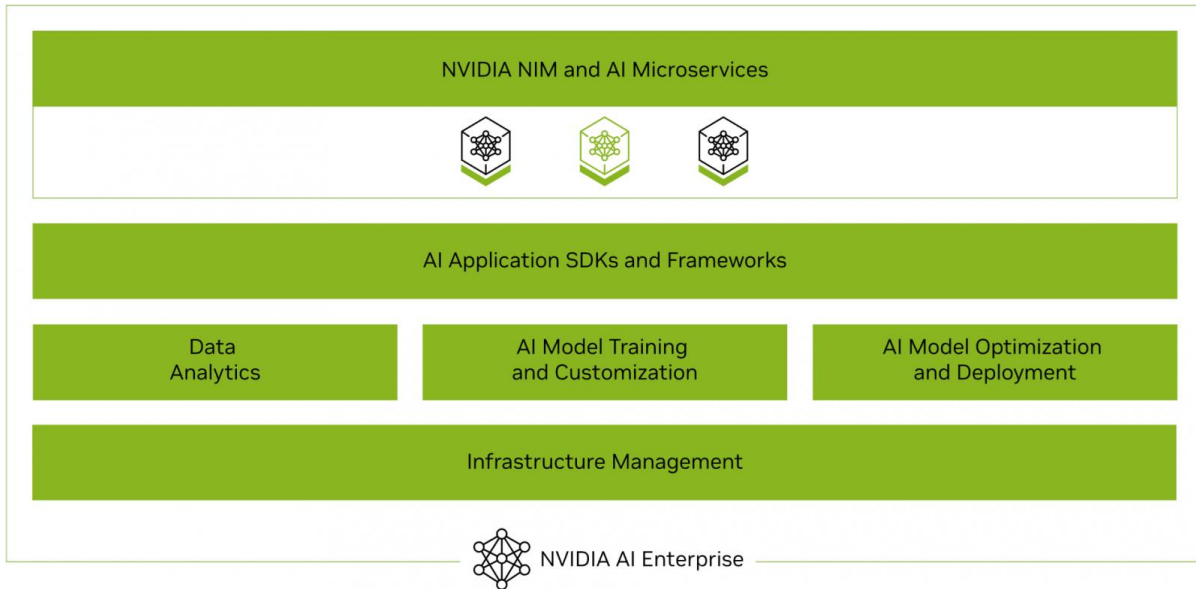 NVIDIA NIM and AI Microservices
AI Application SDKs and Frameworks
Data
Analytics
AI Model Training
and Customization
AI Model Optimization
and Deployment
Infrastructure Management
NVIDIA AI Enterprise